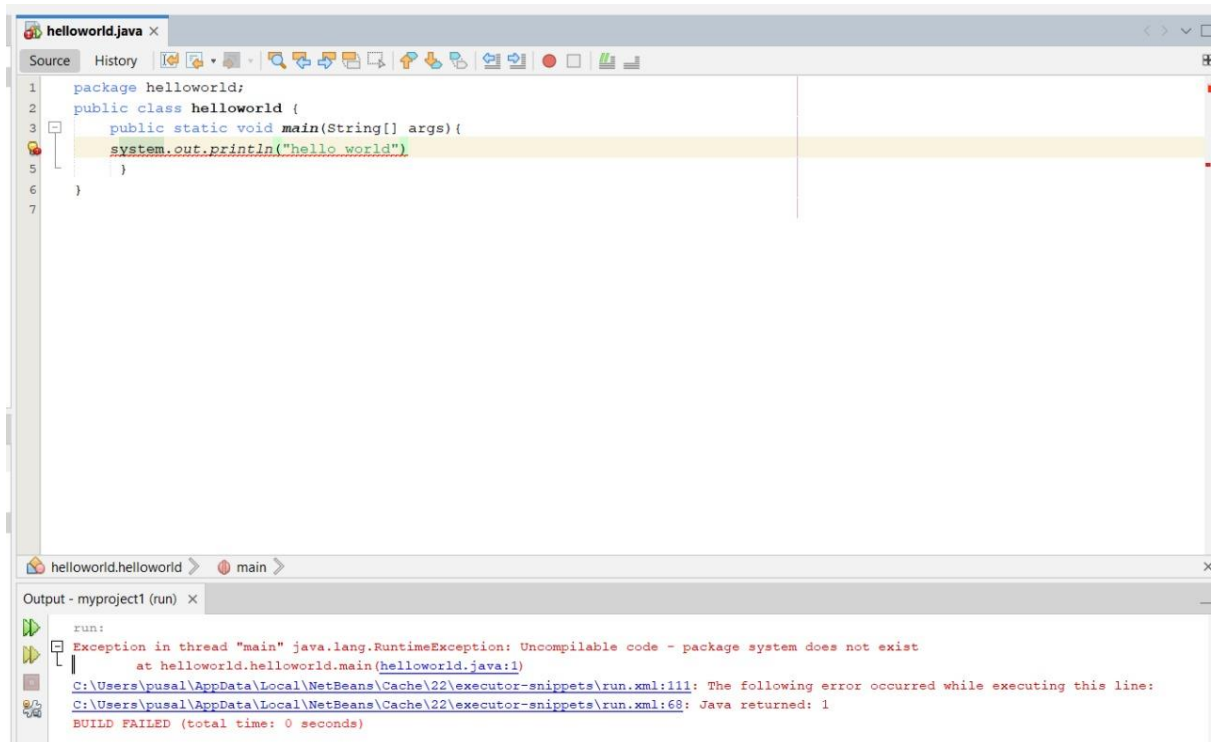 helloworld.java ×
Source History
1 package helloworld;
2 public class helloworld {
3 public static void main(String[] args){
system.out.println("hello world")
5 }
6 }
7
helloworld.helloworld main
Output - myproject1 (run) ×
run:
Exception in thread "main" java.lang.RuntimeException: Uncompilable code - package system does not exist
at helloworld.helloworld.main(helloworld.java:1)
C:\Users\pusal\AppData\Local\NetBeans\Cache\22\executor-snippets\run.xml:111: The following error occurred while executing this line:
C:\Users\pusal\AppData\Local\NetBeans\Cache\22\executor-snippets\run.xml:68: Java returned: 1
BUILD FAILED (total time: 0 seconds)